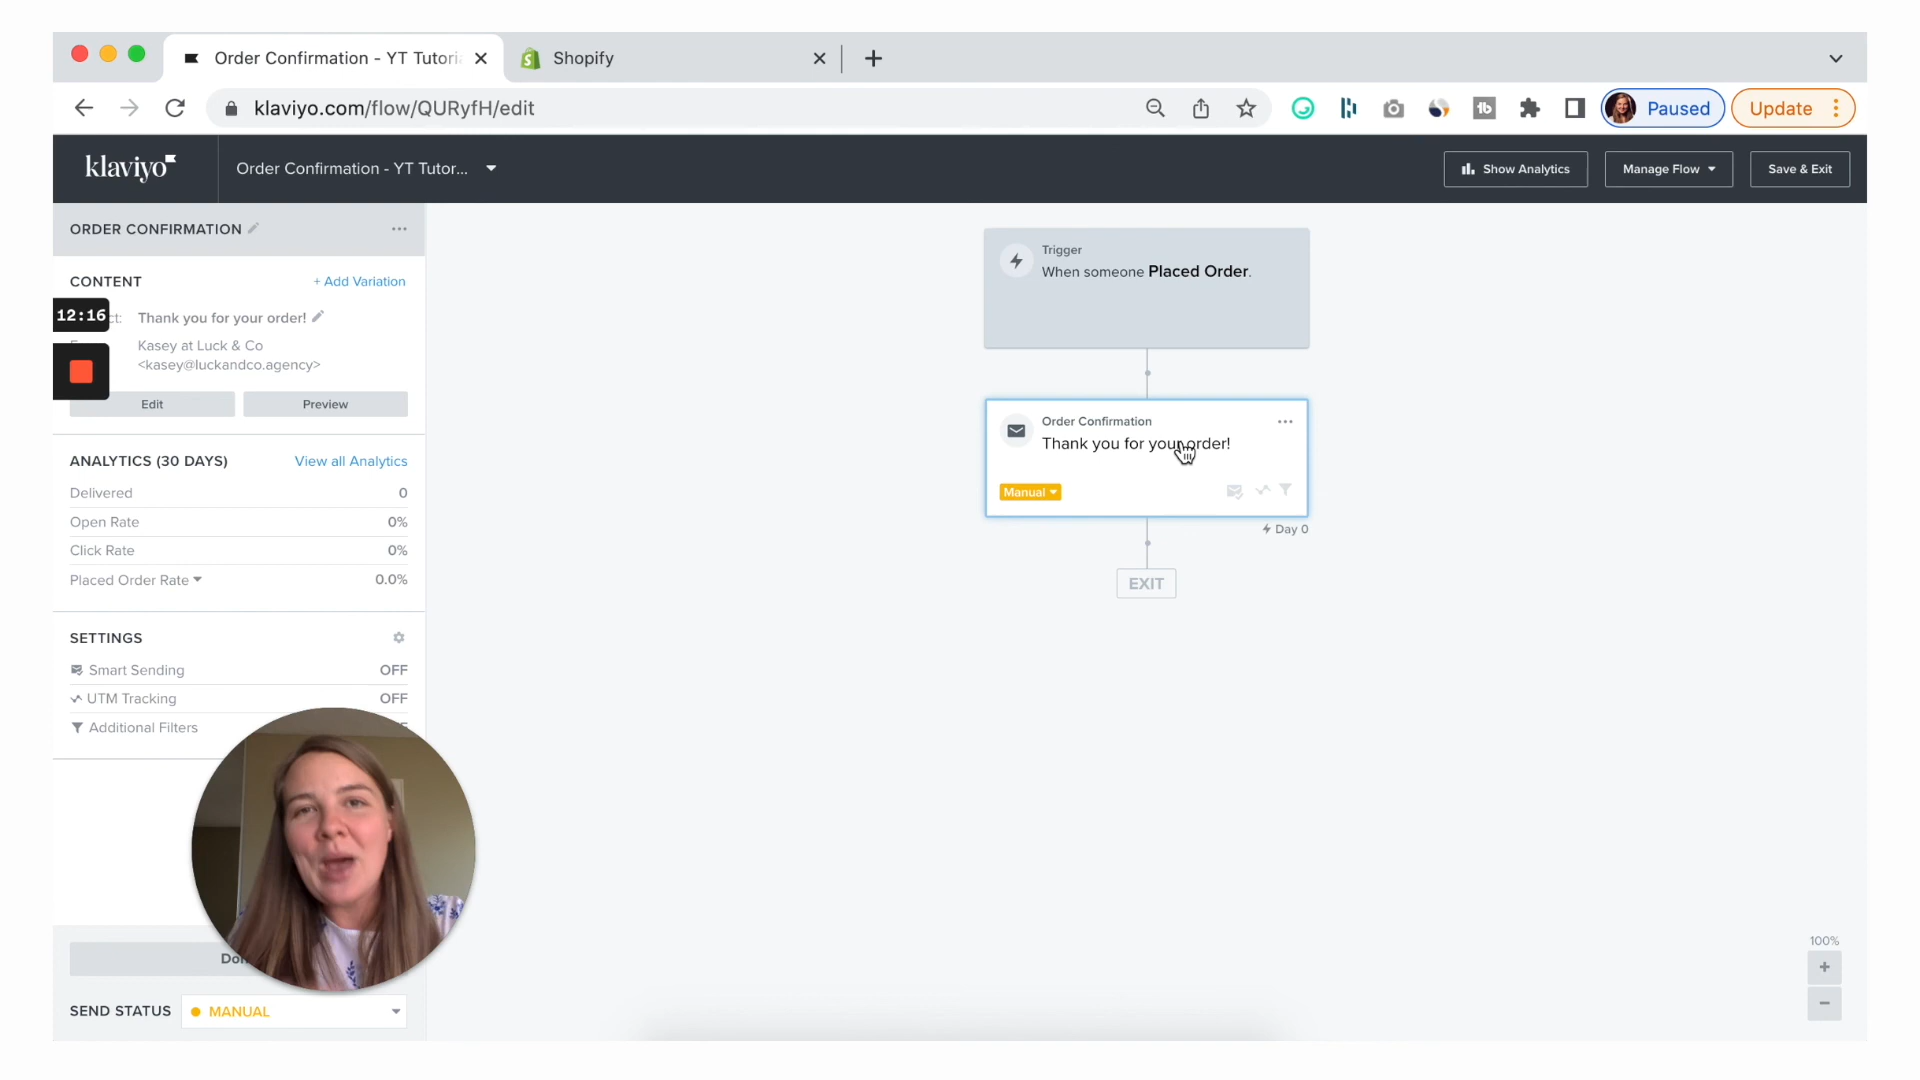 Order Confirmation - YT Tutori
Shopify
klaviyo.com/flow/QURyfH/edit
Paused
Update
klaviyo
Order Confirmation - YT Tutor...
Show Analytics
Manage Flow
Save & Exit
ORDER CONFIRMATION
CONTENT
+ Add Variation
12:16
ct:
Thank you for your order!
Kasey at Luck & Co
<kasey@luckandco.agency>
Edit
Preview
ANALYTICS (30 DAYS)
View all Analytics
Delivered 0
Open Rate 0%
Click Rate 0%
Placed Order Rate 0.0%
SETTINGS
Smart Sending OFF
UTM Tracking OFF
Additional Filters
SEND STATUS
MANUAL
Trigger
When someone Placed Order.
Order Confirmation
Thank you for your order!
Manual
Day 0
EXIT
100%
+
−